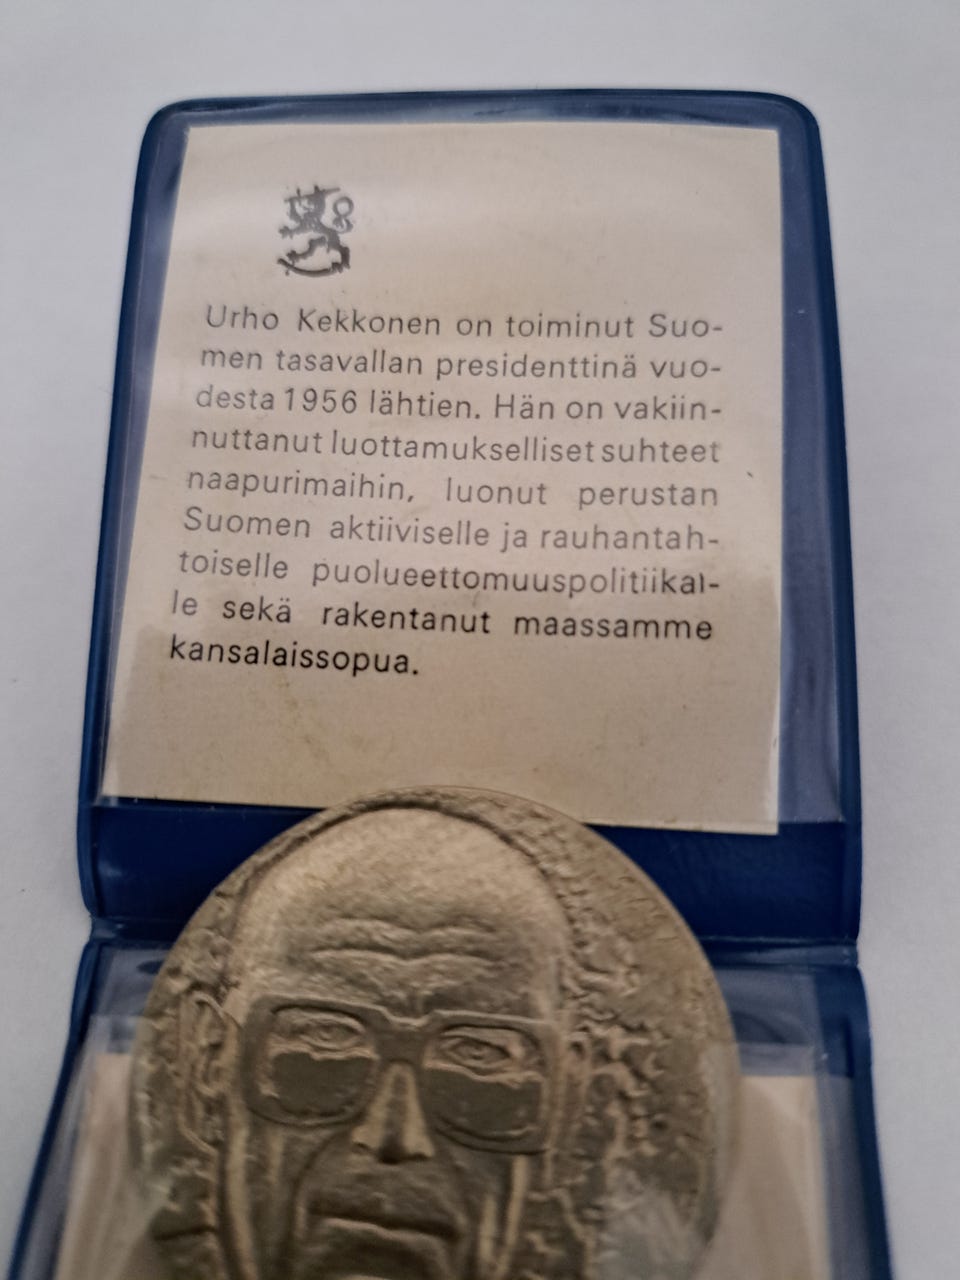 Urho Kekkonen on toiminut Suo-
men tasavallan presidenttinä vuo-
desta 1956 lähtien. Hän on vakiin-
nuttanut luottamukselliset suhteet
naapurimaihin, luonut perustan
Suomen aktiiviselle ja rauhantah-
toiselle puolueettomuuspolitiikal-
le sekä rakentanut maassamme
kansalaissopua.